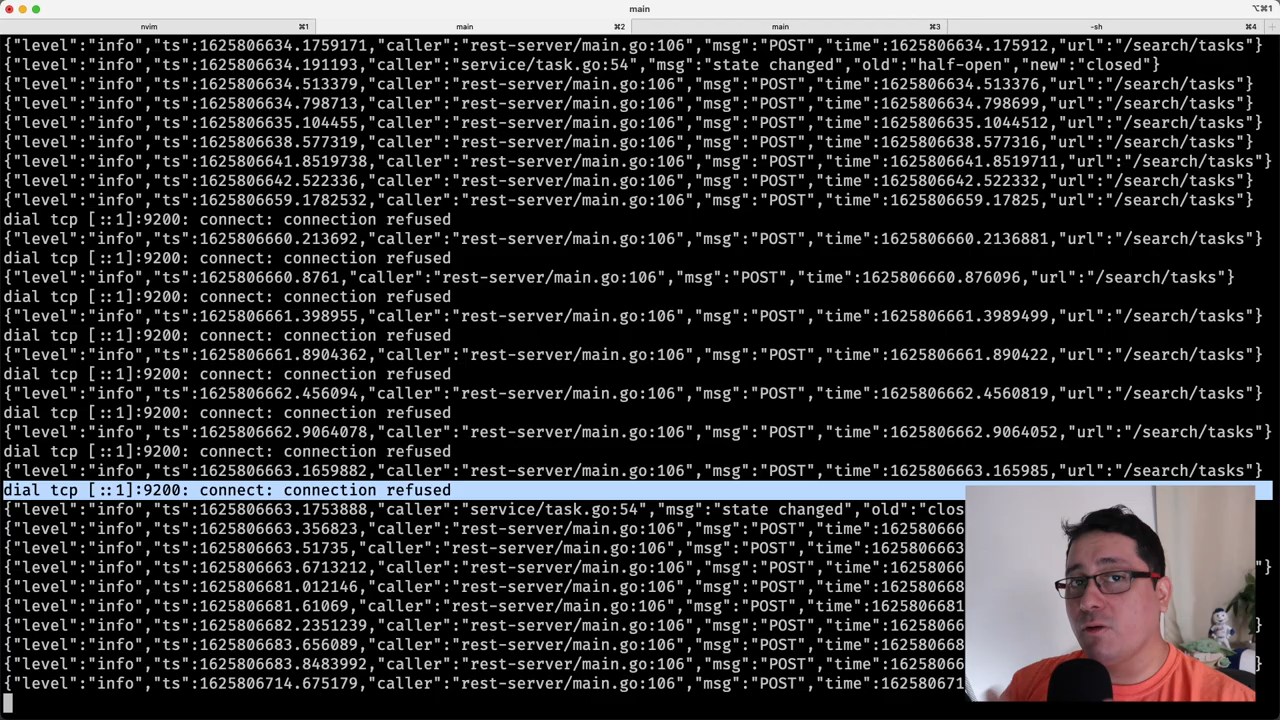 main
⌥⌘1
nvim ⌘1 main ⌘2 main ⌘3 -sh ⌘4
{"level":"info","ts":1625806634.1759171,"caller":"rest-server/main.go:106","msg":"POST","time":1625806634.175912,"url":"/search/tasks"}
{"level":"info","ts":1625806634.191193,"caller":"service/task.go:54","msg":"state changed","old":"half-open","new":"closed"}
{"level":"info","ts":1625806634.513379,"caller":"rest-server/main.go:106","msg":"POST","time":1625806634.513376,"url":"/search/tasks"}
{"level":"info","ts":1625806634.798713,"caller":"rest-server/main.go:106","msg":"POST","time":1625806634.798699,"url":"/search/tasks"}
{"level":"info","ts":1625806635.104455,"caller":"rest-server/main.go:106","msg":"POST","time":1625806635.1044512,"url":"/search/tasks"}
{"level":"info","ts":1625806638.577319,"caller":"rest-server/main.go:106","msg":"POST","time":1625806638.577316,"url":"/search/tasks"}
{"level":"info","ts":1625806641.8519738,"caller":"rest-server/main.go:106","msg":"POST","time":1625806641.8519711,"url":"/search/tasks"}
{"level":"info","ts":1625806642.522336,"caller":"rest-server/main.go:106","msg":"POST","time":1625806642.522332,"url":"/search/tasks"}
{"level":"info","ts":1625806659.1782532,"caller":"rest-server/main.go:106","msg":"POST","time":1625806659.17825,"url":"/search/tasks"}
dial tcp [::1]:9200: connect: connection refused
{"level":"info","ts":1625806660.213692,"caller":"rest-server/main.go:106","msg":"POST","time":1625806660.2136881,"url":"/search/tasks"}
dial tcp [::1]:9200: connect: connection refused
{"level":"info","ts":1625806660.8761,"caller":"rest-server/main.go:106","msg":"POST","time":1625806660.876096,"url":"/search/tasks"}
dial tcp [::1]:9200: connect: connection refused
{"level":"info","ts":1625806661.398955,"caller":"rest-server/main.go:106","msg":"POST","time":1625806661.3989499,"url":"/search/tasks"}
dial tcp [::1]:9200: connect: connection refused
{"level":"info","ts":1625806661.8904362,"caller":"rest-server/main.go:106","msg":"POST","time":1625806661.890422,"url":"/search/tasks"}
dial tcp [::1]:9200: connect: connection refused
{"level":"info","ts":1625806662.456094,"caller":"rest-server/main.go:106","msg":"POST","time":1625806662.4560819,"url":"/search/tasks"}
dial tcp [::1]:9200: connect: connection refused
{"level":"info","ts":1625806662.9064078,"caller":"rest-server/main.go:106","msg":"POST","time":1625806662.9064052,"url":"/search/tasks"}
dial tcp [::1]:9200: connect: connection refused
{"level":"info","ts":1625806663.1659882,"caller":"rest-server/main.go:106","msg":"POST","time":1625806663.165985,"url":"/search/tasks"}
dial tcp [::1]:9200: connect: connection refused
{"level":"info","ts":1625806663.1753888,"caller":"service/task.go:54","msg":"state changed","old":"clos
{"level":"info","ts":1625806663.356823,"caller":"rest-server/main.go:106","msg":"POST","time":1625806663
{"level":"info","ts":1625806663.51735,"caller":"rest-server/main.go:106","msg":"POST","time":1625806663.
{"level":"info","ts":1625806663.6713212,"caller":"rest-server/main.go:106","msg":"POST","time":162580666 "}
{"level":"info","ts":1625806681.012146,"caller":"rest-server/main.go:106","msg":"POST","time":162580668
{"level":"info","ts":1625806681.61069,"caller":"rest-server/main.go:106","msg":"POST","time":1625806681
{"level":"info","ts":1625806682.2351239,"caller":"rest-server/main.go:106","msg":"POST","time":162580668 }
{"level":"info","ts":1625806683.656089,"caller":"rest-server/main.go:106","msg":"POST","time":162580668
{"level":"info","ts":1625806683.8483992,"caller":"rest-server/main.go:106","msg":"POST","time":162580668 }
{"level":"info","ts":1625806714.675179,"caller":"rest-server/main.go:106","msg":"POST","time":162580671